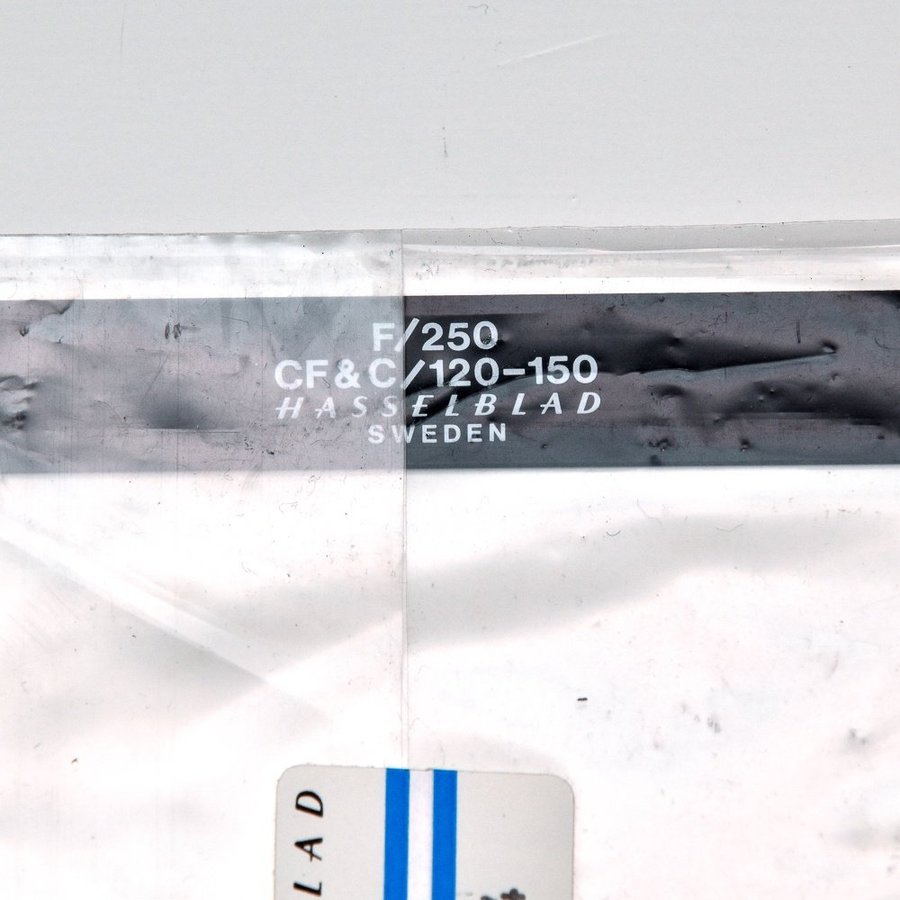 F/250
CF&C/120-150
HASSELBLAD
SWEDEN
LAD